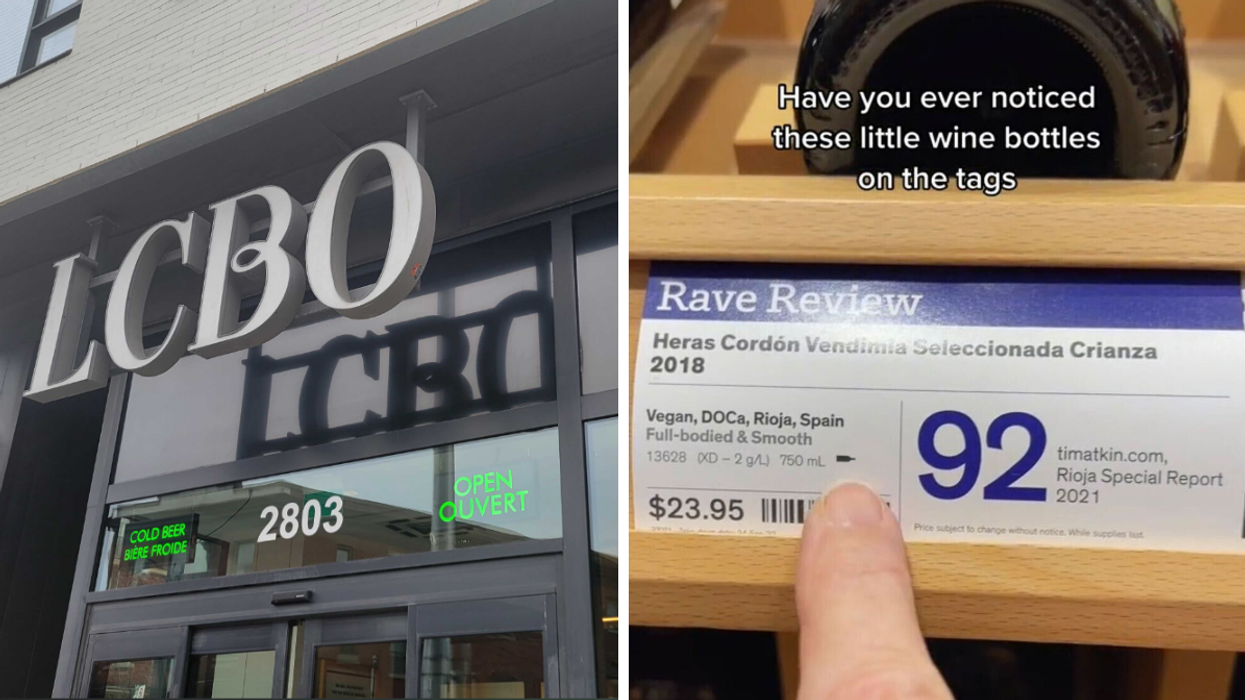 LCBO
COLD BEER
BIÈRE FROIDE
2803
OPEN
OUVERT
Have you ever noticed
these little wine bottles
on the tags
Rave Review
Heras Cordón Vendimia Seleccionada Crianza
2018
Vegan, DOCa, Rioja, Spain
Full-bodied & Smooth
13628 (XD – 2 g/L) 750 mL
$23.95
92
timatkin.com,
Rioja Special Report
2021
Price subject to change without notice. While supplies last.